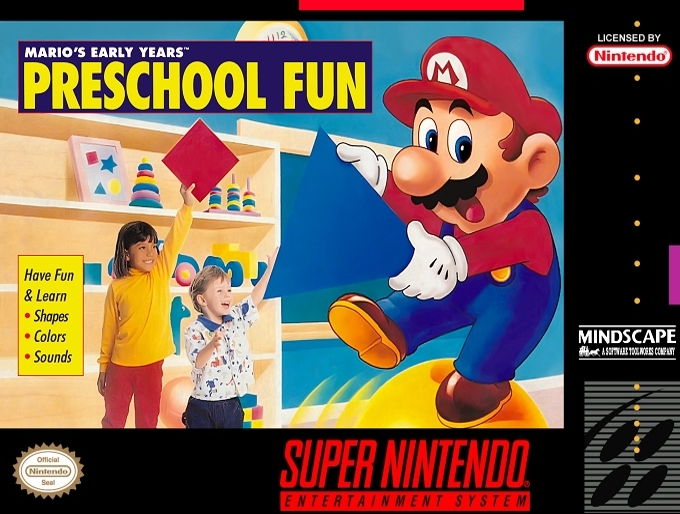 MARIO'S EARLY YEARS™
PRESCHOOL FUN
M
Have Fun
& Learn
• Shapes
• Colors
• Sounds
LICENSED BY
Nintendo®
MINDSCAPE
A SOFTWARE TOOLWORKS COMPANY
Official
Nintendo
Seal
SUPER NINTENDO®
ENTERTAINMENT SYSTEM